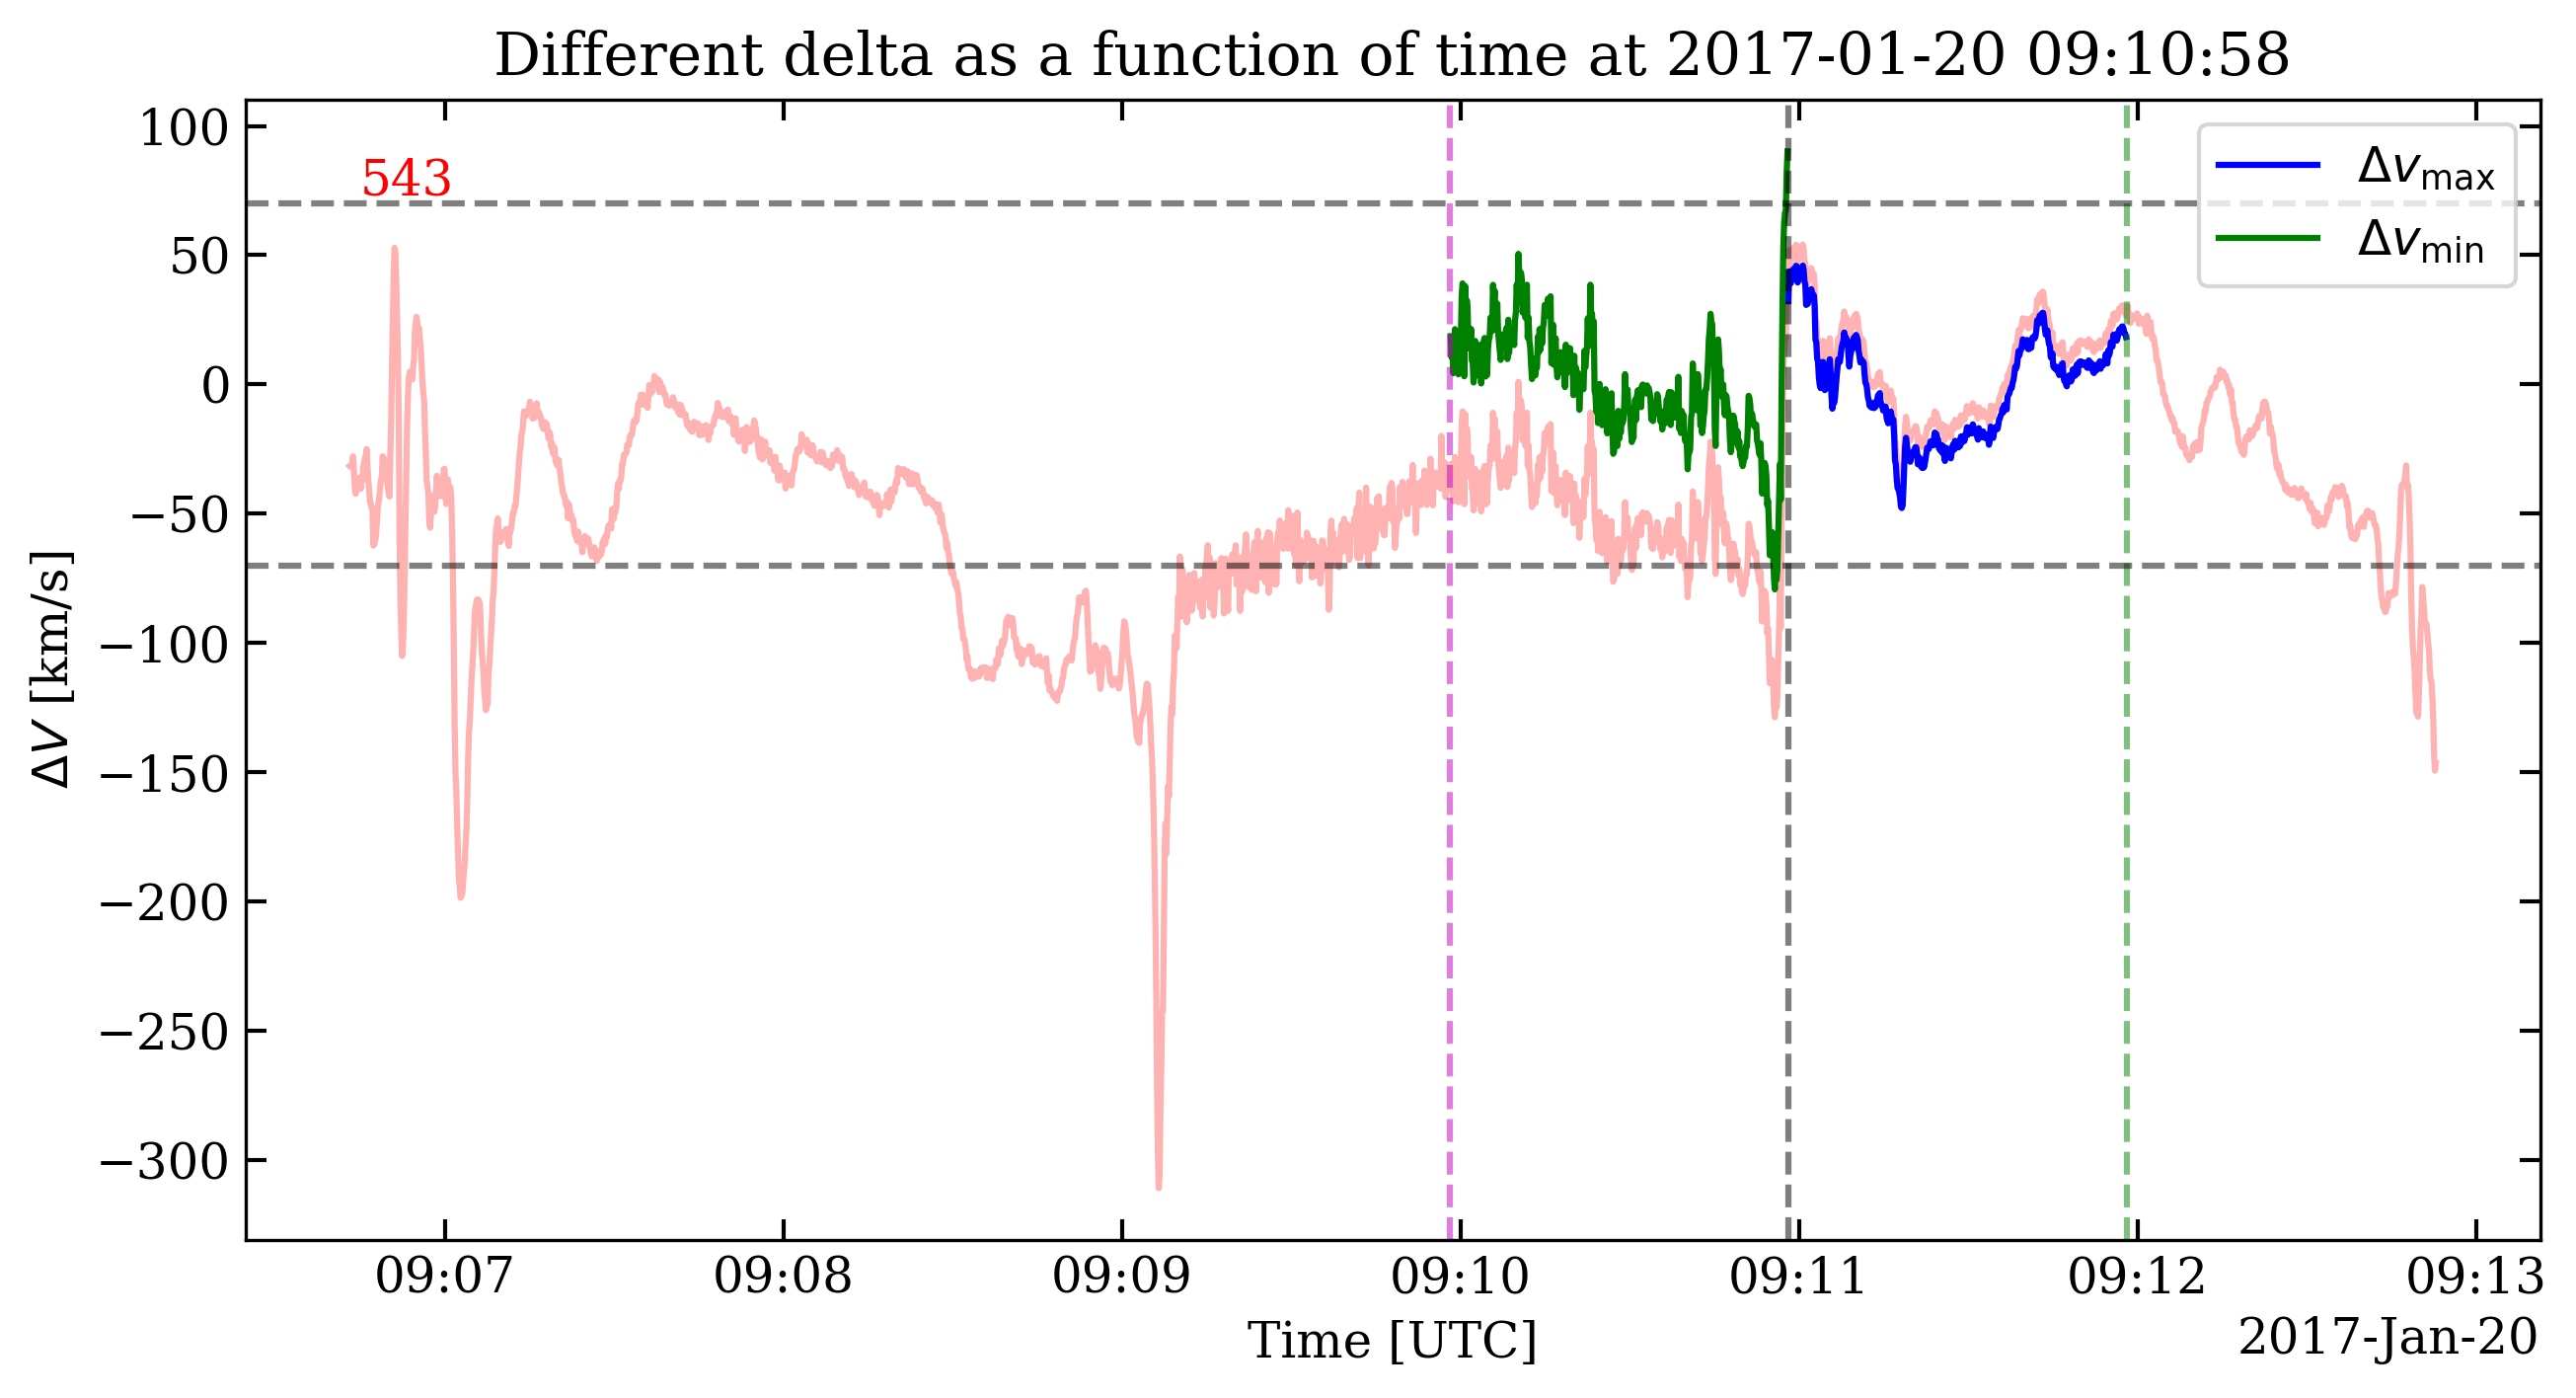 Different delta as a function of time at 2017-01-20 09:10:58
100
50
0
−50
−100
−150
−200
−250
−300
ΔV [km/s]
543
Δvmax
Δvmin
09:07
09:08
09:09
09:10
09:11
09:12
09:13
Time [UTC]
2017-Jan-20